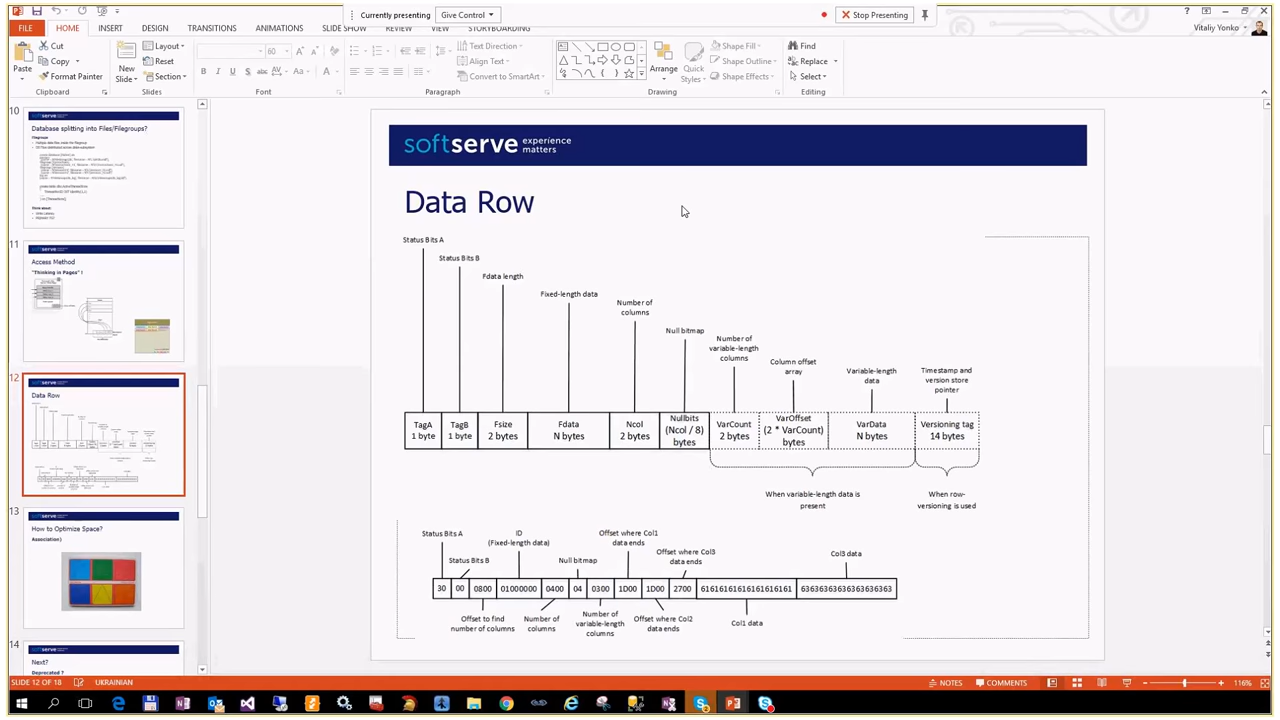 Currently presenting
Give Control
Stop Presenting
Vitaliy Yonko
FILE
HOME
INSERT
DESIGN
TRANSITIONS
ANIMATIONS
SLIDE SHOW
REVIEW
VIEW
STORYBOARDING
Paste
Cut
Copy
Format Painter
Clipboard
New
Slide
Layout
Reset
Section
Slides
60
Font
Text Direction
Align Text
Convert to SmartArt
Paragraph
Arrange
Quick
Styles
Shape Fill
Shape Outline
Shape Effects
Drawing
Find
Replace
Select
Editing
10
Database splitting into Files/Filegroups?
11
Access Method
"Thinking in Pages" !
12
Data Row
13
How to Optimize Space?
Association)
14
Next?
Deprecated ?
softserve experience
matters
Data Row
Status Bits A
Status Bits B
Fdata length
Fixed-length data
Number of
columns
Null bitmap
Number of
variable-length
columns
Column offset
array
Variable-length
data
Timestamp and
version store
pointer
TagA
1 byte
TagB
1 byte
Fsize
2 bytes
Fdata
N bytes
Ncol
2 bytes
Nullbits
(Ncol / 8)
bytes
VarCount
2 bytes
VarOffset
(2 * VarCount)
bytes
VarData
N bytes
Versioning tag
14 bytes
When variable-length data is
present
When row-
versioning is used
Status Bits A
Status Bits B
ID
(Fixed-length data)
Null bitmap
Offset where Col1
data ends
Offset where Col3
data ends
Col3 data
30 00 0800 01000000 0400 04 0300 1D00 1D00 2700 61616161616161616161 63636363636363636363
Offset to find
number of columns
Number of
columns
Number of
variable-length
columns
Offset where Col2
data ends
Col1 data
SLIDE 12 OF 18
UKRAINIAN
NOTES
COMMENTS
116%